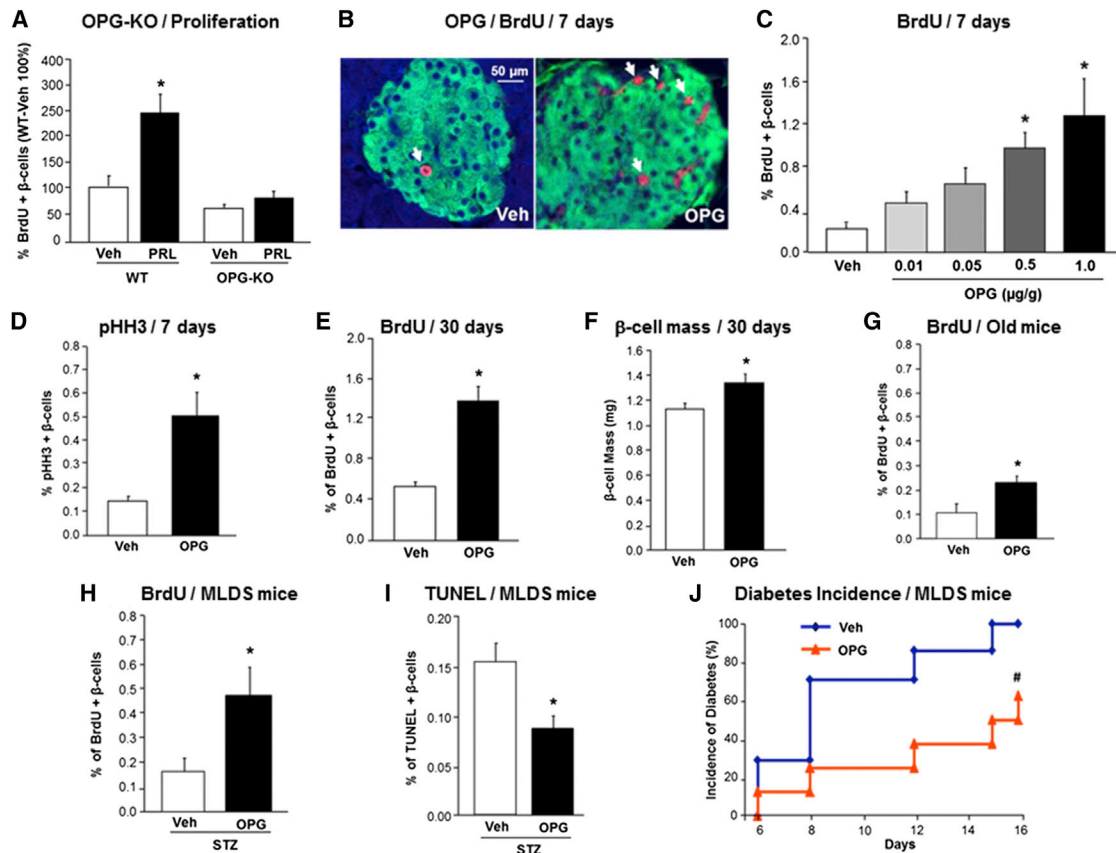 A
OPG-KO / Proliferation
% BrdU + β-cells (WT-Veh 100%)
400
350
300
250
200
150
100
50
0
*
Veh PRL Veh PRL
WT OPG-KO
B
OPG / BrdU / 7 days
50 µm
Veh
OPG
C
BrdU / 7 days
% BrdU + β-cells
2.0
1.6
1.2
0.8
0.4
0.0
*
*
Veh 0.01 0.05 0.5 1.0
OPG (µg/g)
D
pHH3 / 7 days
% pHH3 + β-cells
0.8
0.7
0.6
0.5
0.4
0.3
0.2
0.1
0.0
*
Veh OPG
E
BrdU / 30 days
% of BrdU + β-cells
2.0
1.6
1.2
0.8
0.4
0.0
*
Veh OPG
F
β-cell mass / 30 days
β-cell Mass (mg)
1.6
1.4
1.2
1.0
0.8
0.6
0.4
0.2
0.0
*
Veh OPG
G
BrdU / Old mice
% of BrdU + β-cells
0.8
0.7
0.6
0.5
0.4
0.3
0.2
0.1
0.0
*
Veh OPG
H
BrdU / MLDS mice
% of BrdU + β-cells
0.8
0.7
0.6
0.5
0.4
0.3
0.2
0.1
0.0
*
Veh OPG
STZ
I
TUNEL / MLDS mice
% of TUNEL + β-cells
0.20
0.15
0.10
0.05
0.00
*
Veh OPG
STZ
J
Diabetes Incidence / MLDS mice
Incidence of Diabetes (%)
100
80
60
40
20
0
Veh
OPG
#
6 8 10 12 14 16
Days